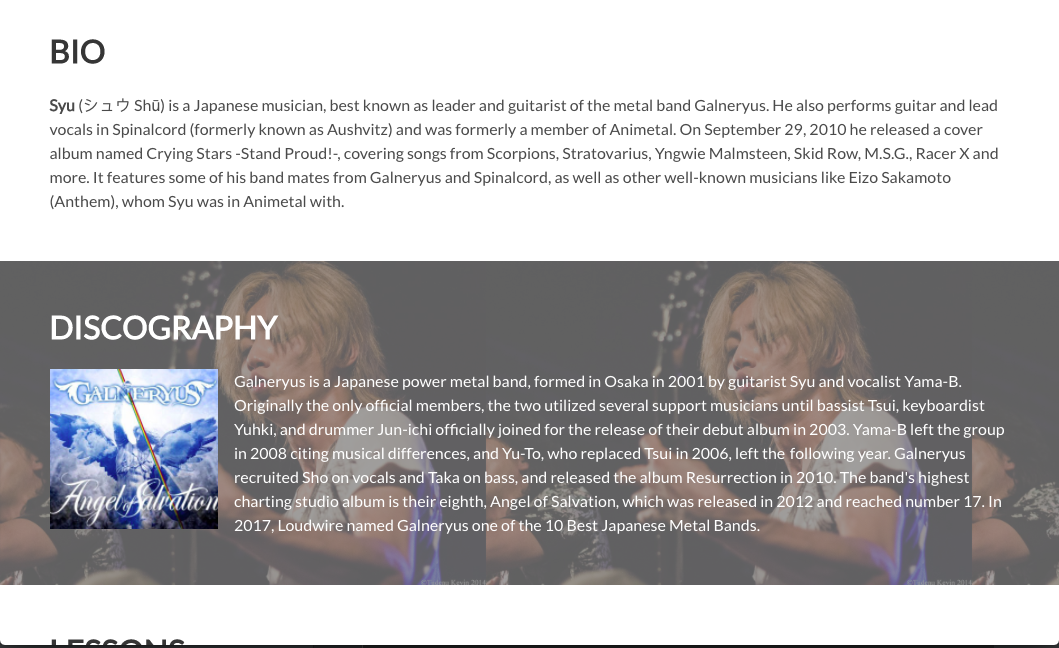 BIO
Syu (シュウ Shū) is a Japanese musician, best known as leader and guitarist of the metal band Galneryus. He also performs guitar and lead
vocals in Spinalcord (formerly known as Aushvitz) and was formerly a member of Animetal. On September 29, 2010 he released a cover
album named Crying Stars -Stand Proud!-, covering songs from Scorpions, Stratovarius, Yngwie Malmsteen, Skid Row, M.S.G., Racer X and
more. It features some of his band mates from Galneryus and Spinalcord, as well as other well-known musicians like Eizo Sakamoto
(Anthem), whom Syu was in Animetal with.
DISCOGRAPHY
GALNERYUS
Angel of Salvation
Galneryus is a Japanese power metal band, formed in Osaka in 2001 by guitarist Syu and vocalist Yama-B.
Originally the only official members, the two utilized several support musicians until bassist Tsui, keyboardist
Yuhki, and drummer Jun-ichi officially joined for the release of their debut album in 2003. Yama-B left the group
in 2008 citing musical differences, and Yu-To, who replaced Tsui in 2006, left the following year. Galneryus
recruited Sho on vocals and Taka on bass, and released the album Resurrection in 2010. The band's highest
charting studio album is their eighth, Angel of Salvation, which was released in 2012 and reached number 17. In
2017, Loudwire named Galneryus one of the 10 Best Japanese Metal Bands.
LESSONS